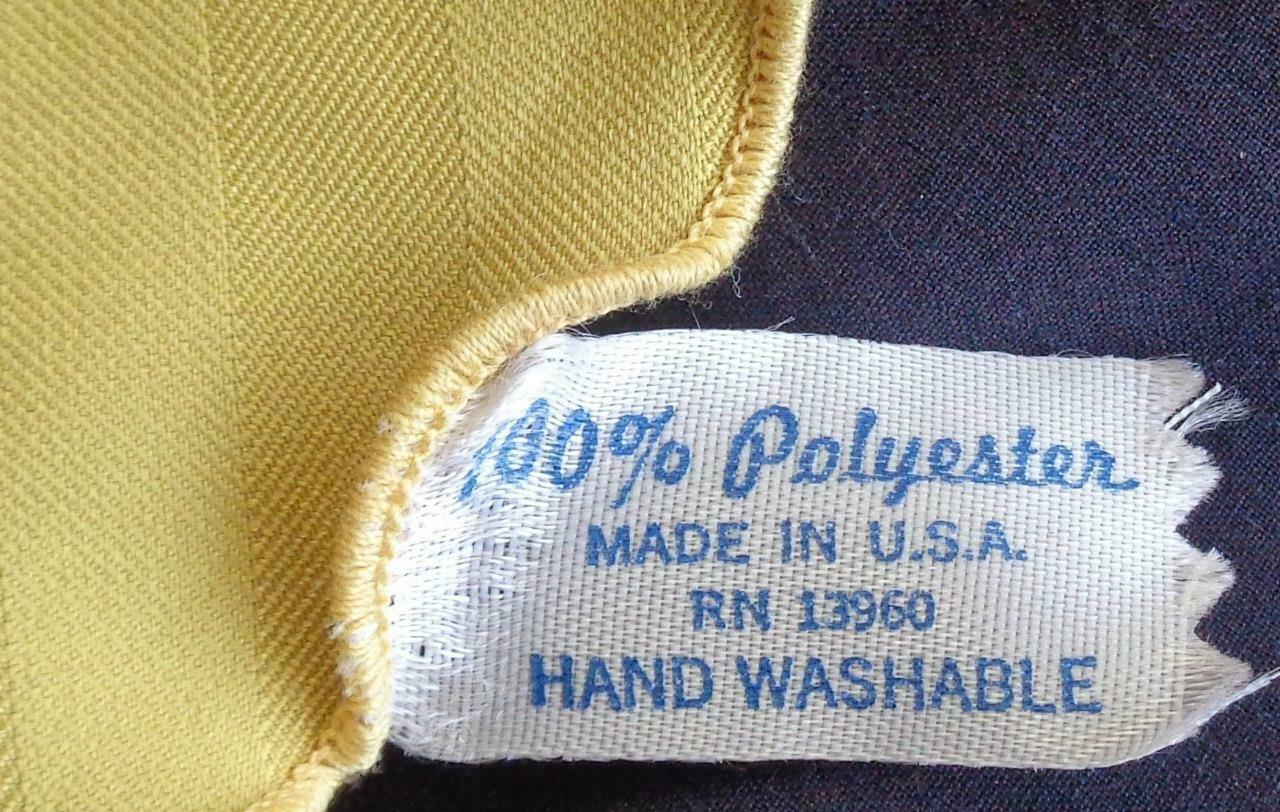 100% Polyester
MADE IN U.S.A.
RN 13960
HAND WASHABLE